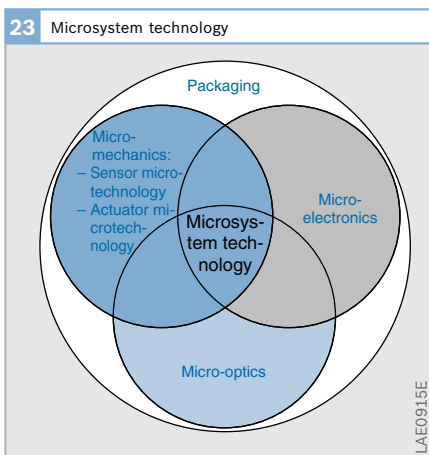 23 Microsystem technology
Packaging
Micro-
mechanics:
– Sensor micro-
technology
– Actuator mi-
crotech-
nology
Micro-
electronics
Microsys-
tem tech-
nology
Micro-optics
LAE0915E